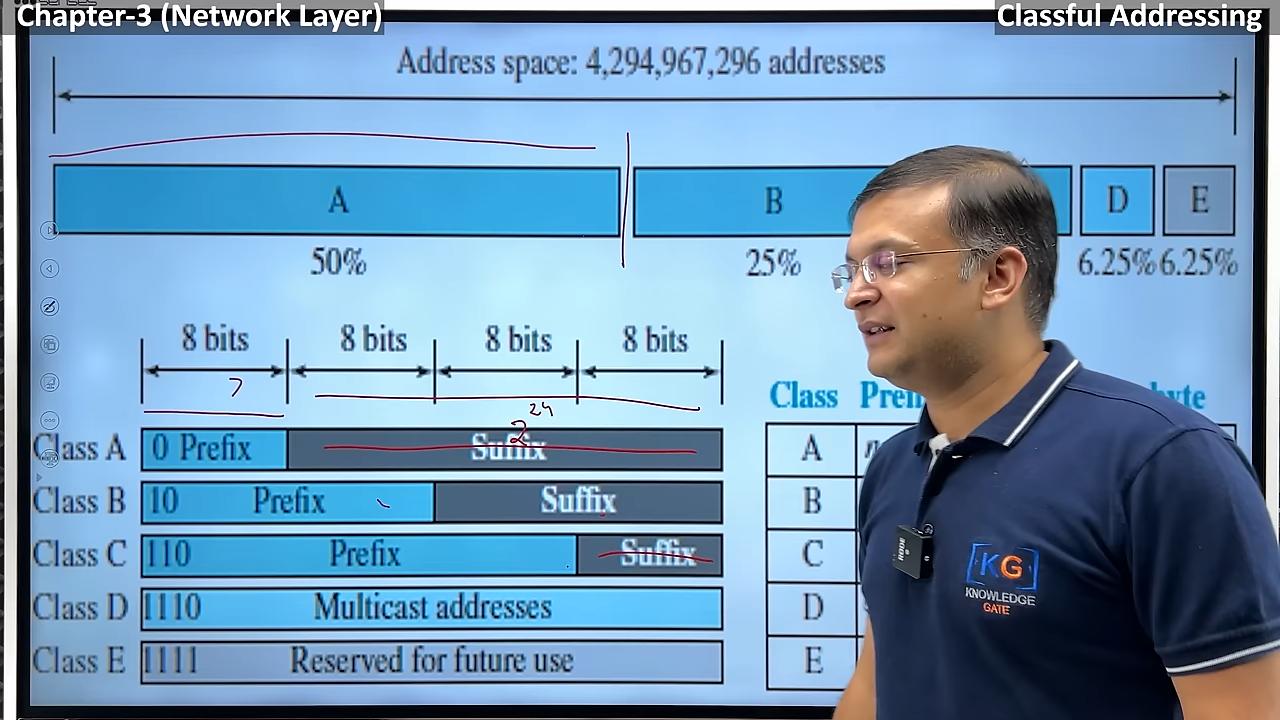 Chapter-3 (Network Layer)
Classful Addressing
Address space: 4,294,967,296 addresses
A
B
D
E
50%
25%
6.25%
6.25%
8 bits
8 bits
8 bits
8 bits
7
24
2
Class A
0 Prefix
Suffix
Class B
10 Prefix
Suffix
Class C
110 Prefix
Suffix
Class D
1110 Multicast addresses
Class E
1111 Reserved for future use
Class
A
B
C
D
E
RODE
KG
KNOWLEDGE
GATE